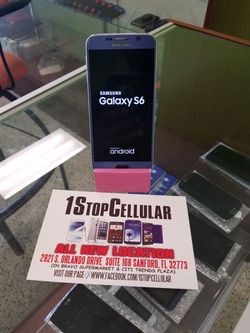 SAMSUNG
SAMSUNG
Galaxy S6
android
1STOPCELLULAR
ALL NEW LOCATION
2921 S. ORLANDO DRIVE SUITE 168 SANFORD, FL 32773
(IN BRAVO SUPERMARKET & CITI TRENDS PLAZA)
VISIT OUR PAGE WWW.FACEBOOK.COM/1STOPCELLULAR